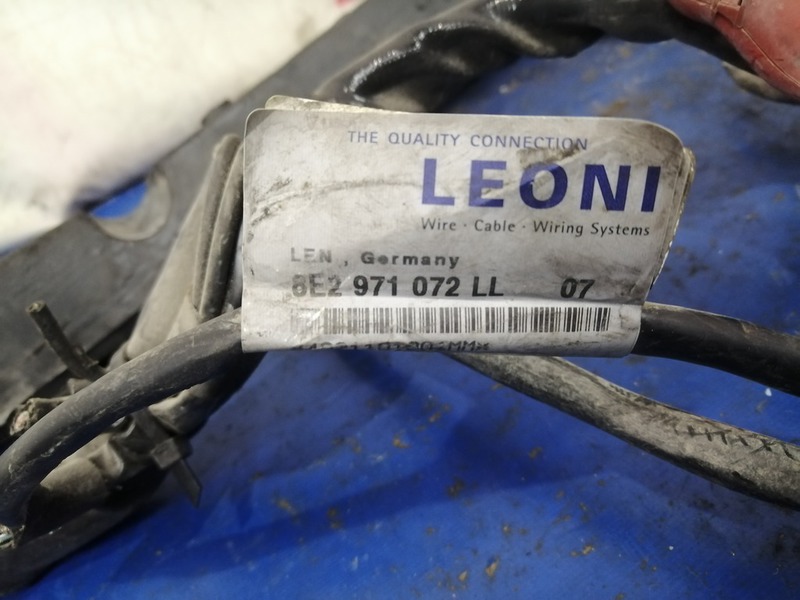 THE QUALITY CONNECTION
LEONI
Wire · Cable · Wiring Systems
LEN , Germany
8E2 971 072 LL 07